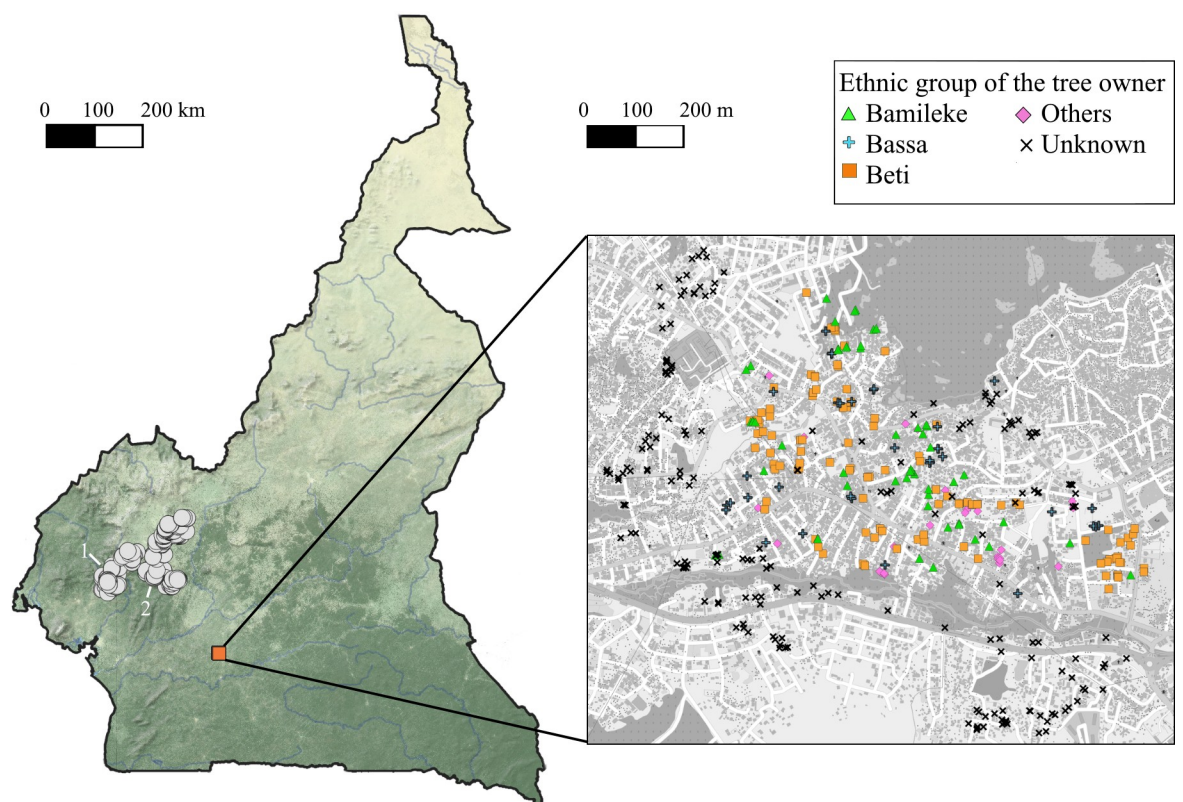 0 100 200 km
0 100 200 m
Ethnic group of the tree owner
Bamileke Others
Bassa Unknown
Beti
1
2